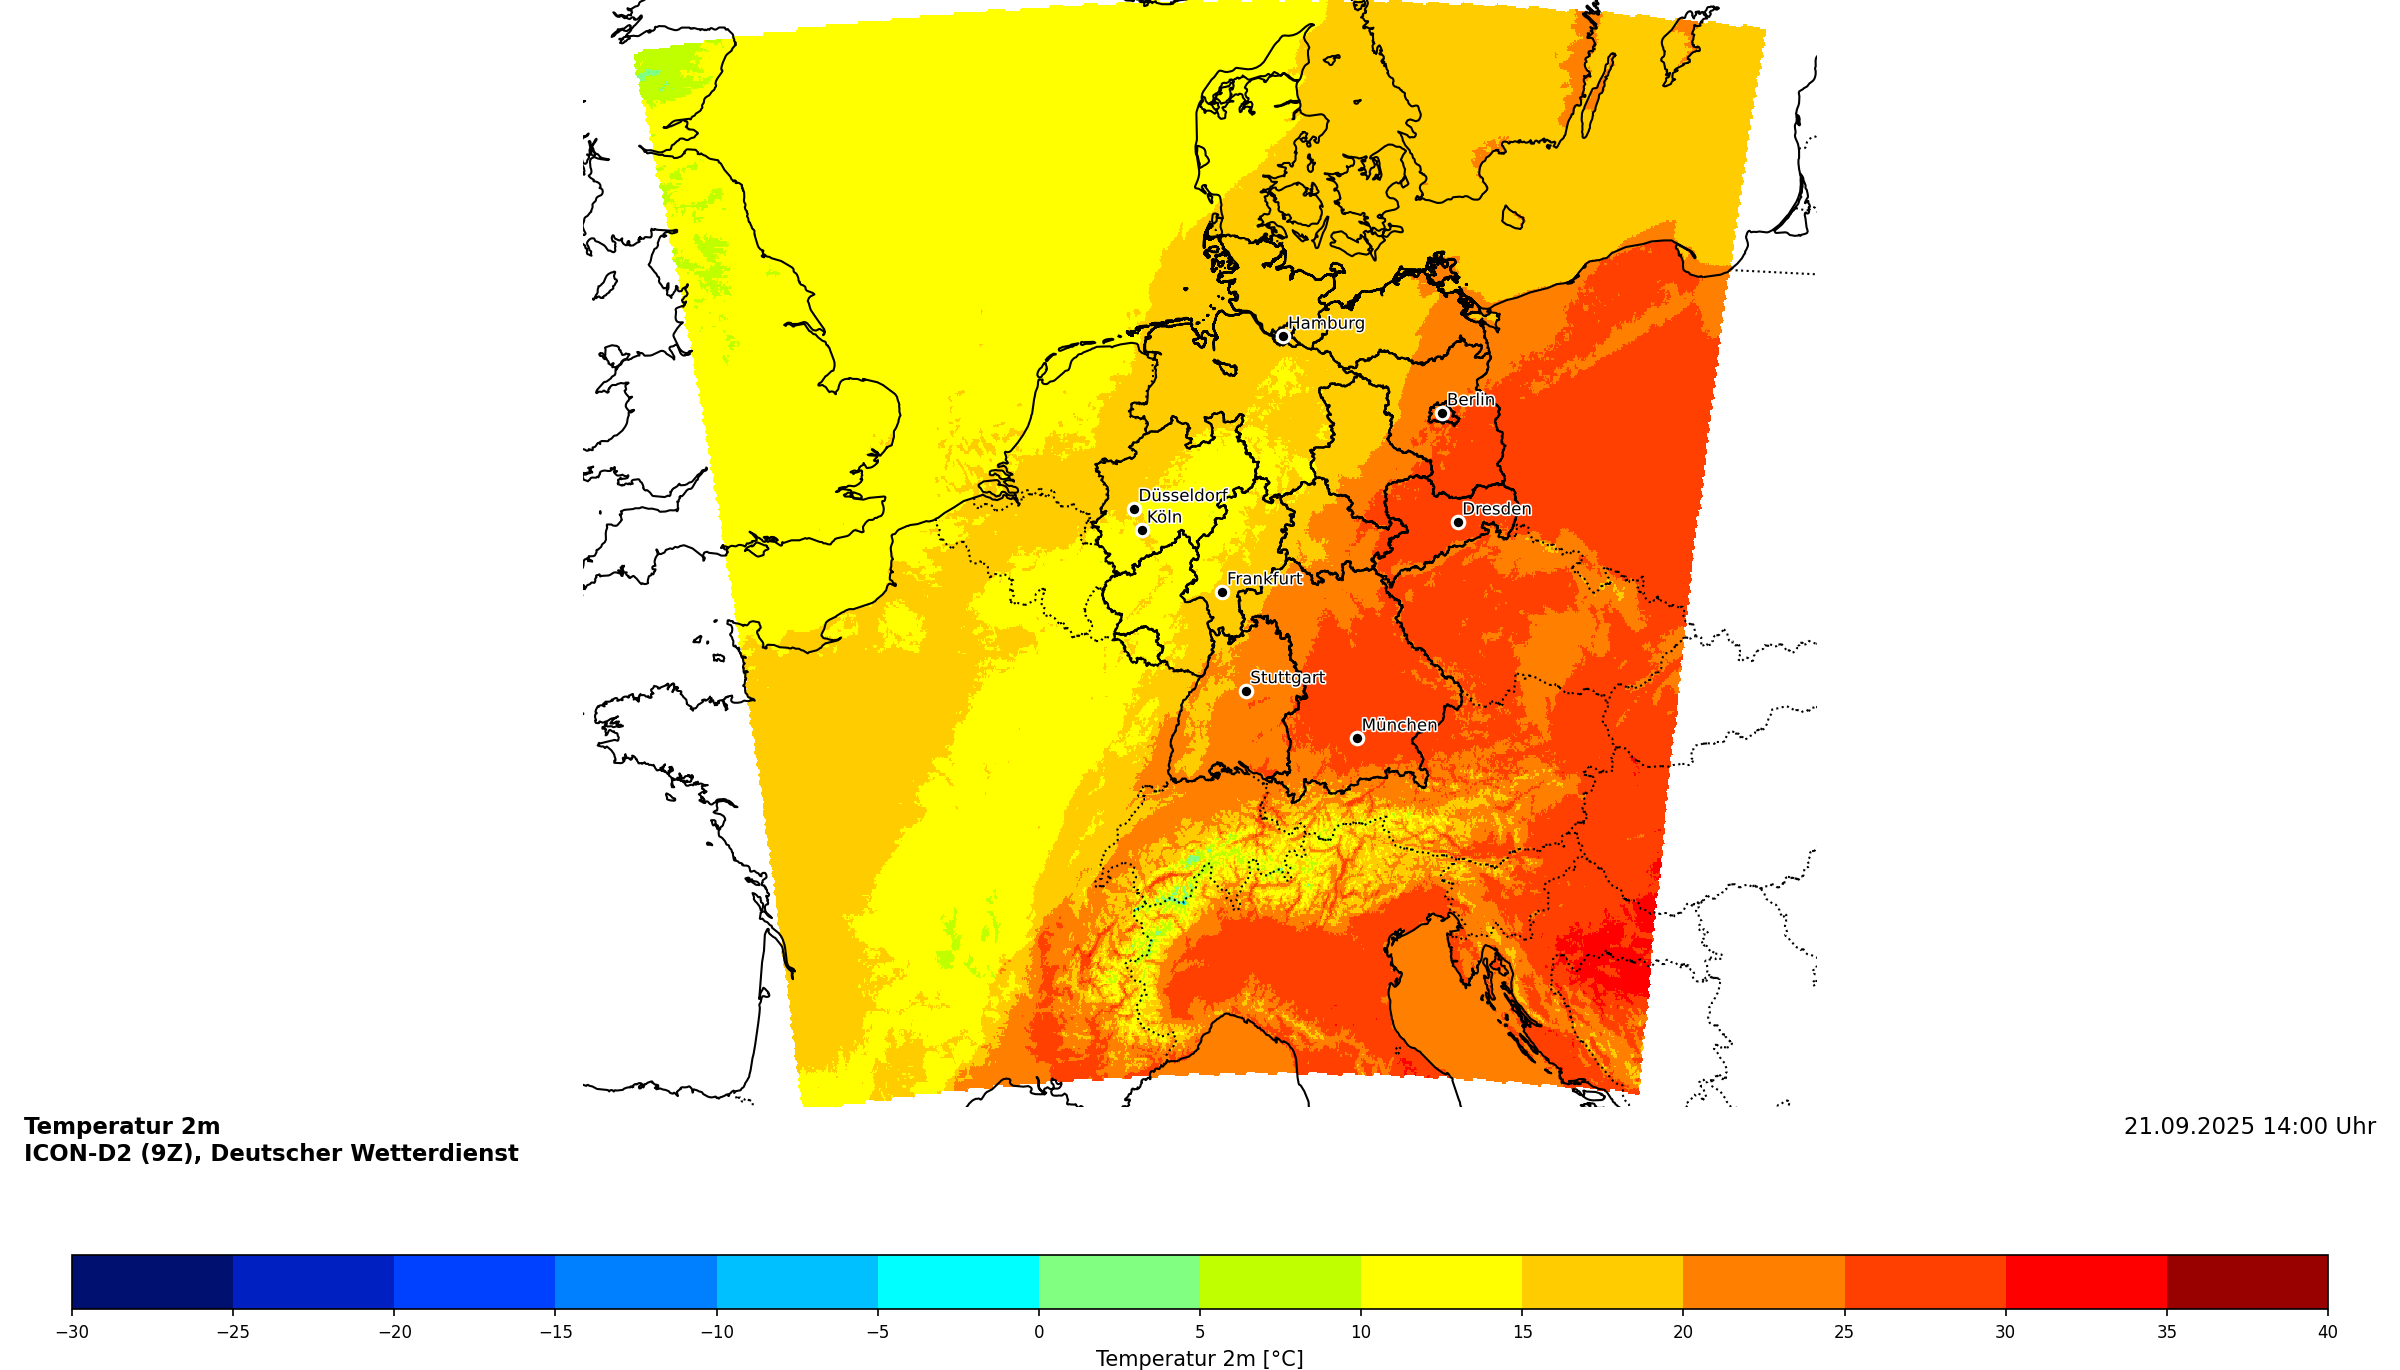 Hamburg
Berlin
Düsseldorf
Köln
Dresden
Frankfurt
Stuttgart
München
Temperatur 2m
ICON-D2 (9Z), Deutscher Wetterdienst
21.09.2025 14:00 Uhr
−30 −25 −20 −15 −10 −5 0 5 10 15 20 25 30 35 40
Temperatur 2m [°C]